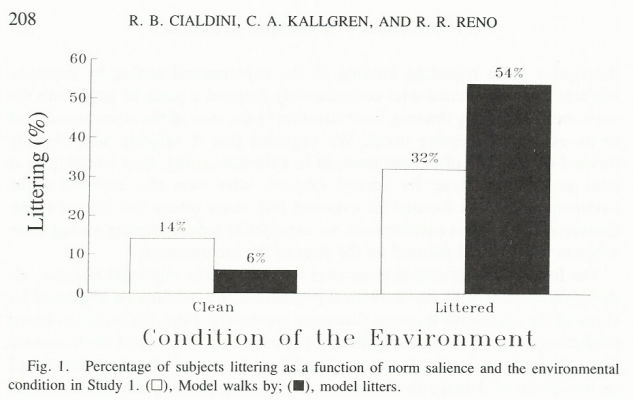 208
R. B. CIALDINI, C. A. KALLGREN, AND R. R. RENO
60
50
40
30
20
10
0
Littering (%)
14%
6%
32%
54%
Clean
Littered
Condition of the Environment
Fig. 1. Percentage of subjects littering as a function of norm salience and the environmental
condition in Study 1. (□), Model walks by; (■), model litters.